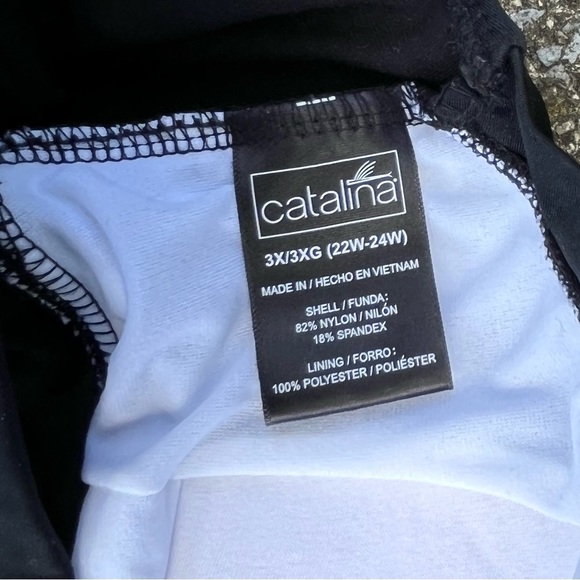 catalina
3X/3XG (22W-24W)
MADE IN / HECHO EN VIETNAM
SHELL / FUNDA:
82% NYLON / NILÓN
18% SPANDEX
LINING / FORRO:
100% POLYESTER / POLIÉSTER